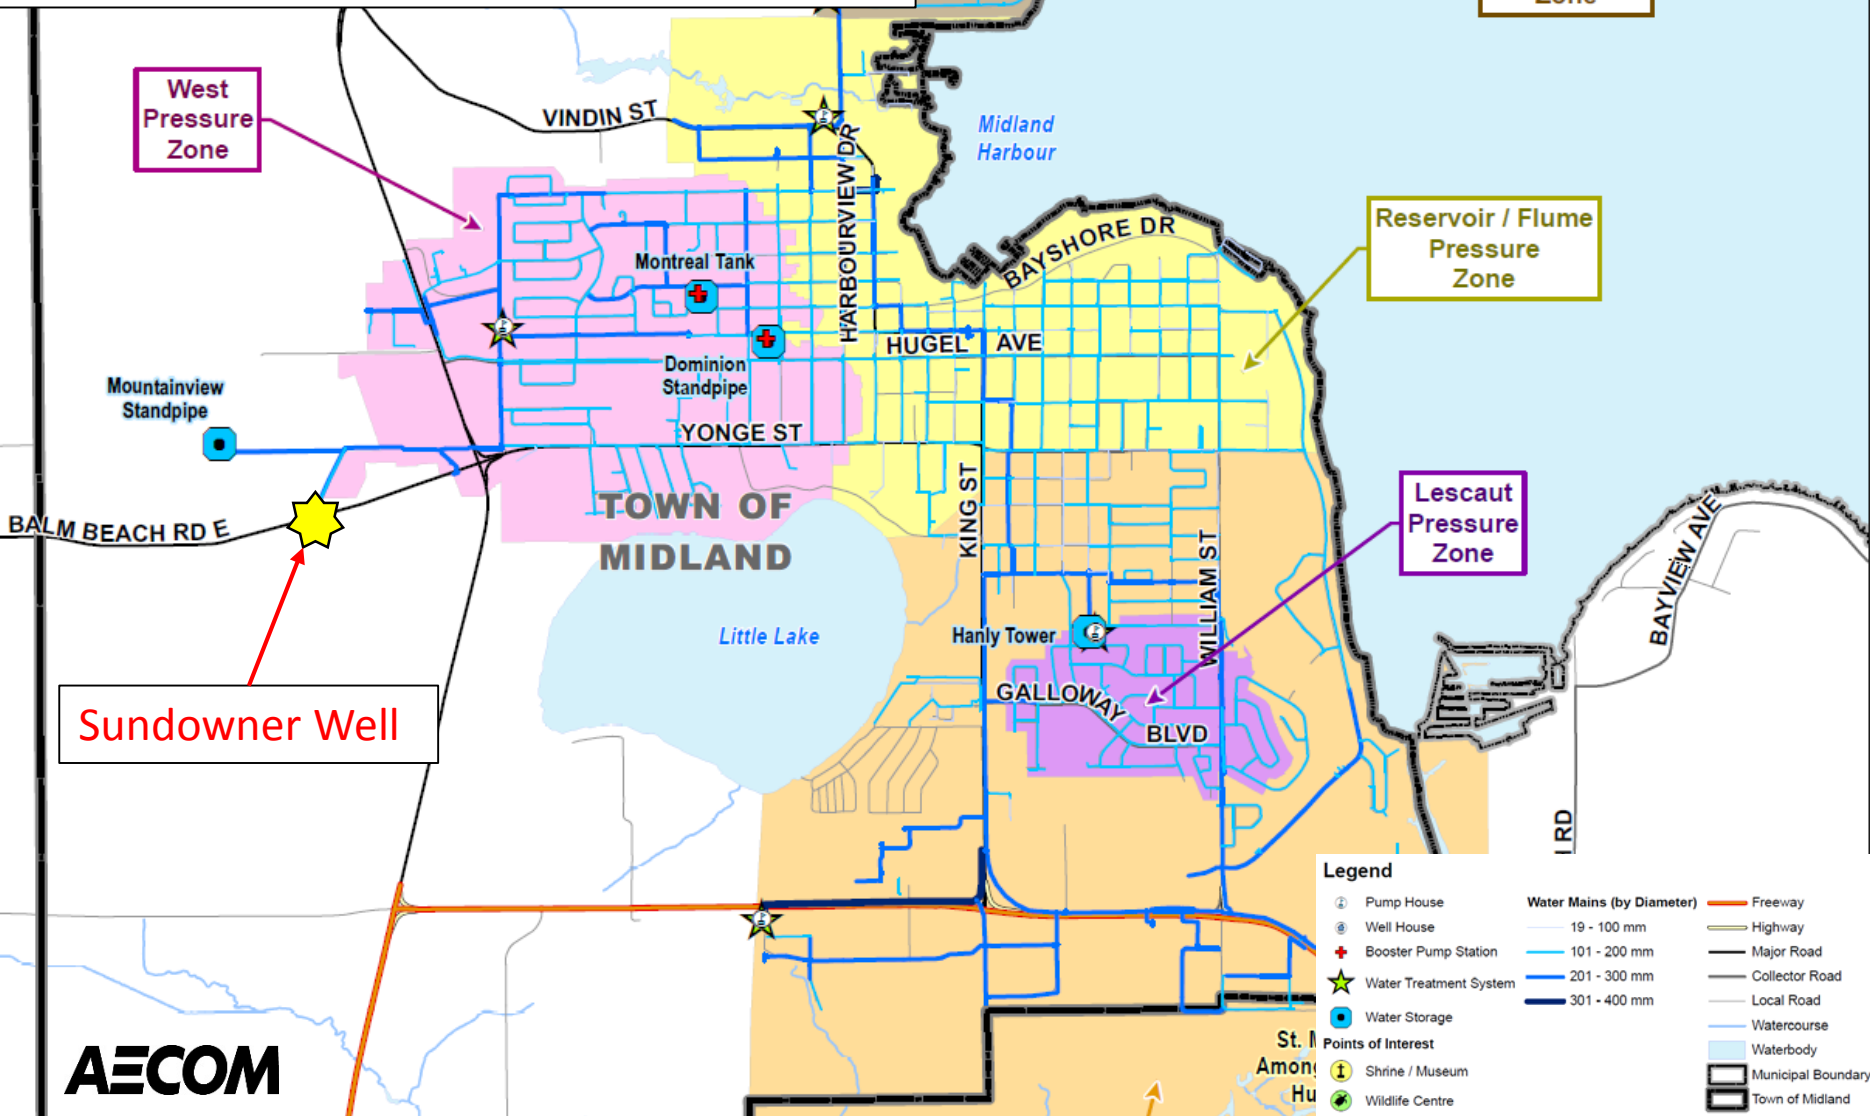 Zone
West
Pressure
Zone
VINDIN ST
HARBOURVIEW DR
Midland
Harbour
BAYSHORE DR
Reservoir / Flume
Pressure
Zone
Montreal Tank
HUGEL AVE
Dominion
Standpipe
Mountainview
Standpipe
YONGE ST
KING ST
Lescaut
Pressure
Zone
TOWN OF
MIDLAND
BALM BEACH RD E
WILLIAM ST
BAYVIEW AVE
Little Lake
Hanly Tower
GALLOWAY
BLVD
Sundowner Well
RD
Legend
Pump House
Well House
Booster Pump Station
Water Treatment System
Water Storage
Points of Interest
Shrine / Museum
Wildlife Centre
Water Mains (by Diameter)
19 - 100 mm
101 - 200 mm
201 - 300 mm
301 - 400 mm
Freeway
Highway
Major Road
Collector Road
Local Road
Watercourse
Waterbody
Municipal Boundary
Town of Midland
St.
Among
Hu
AECOM